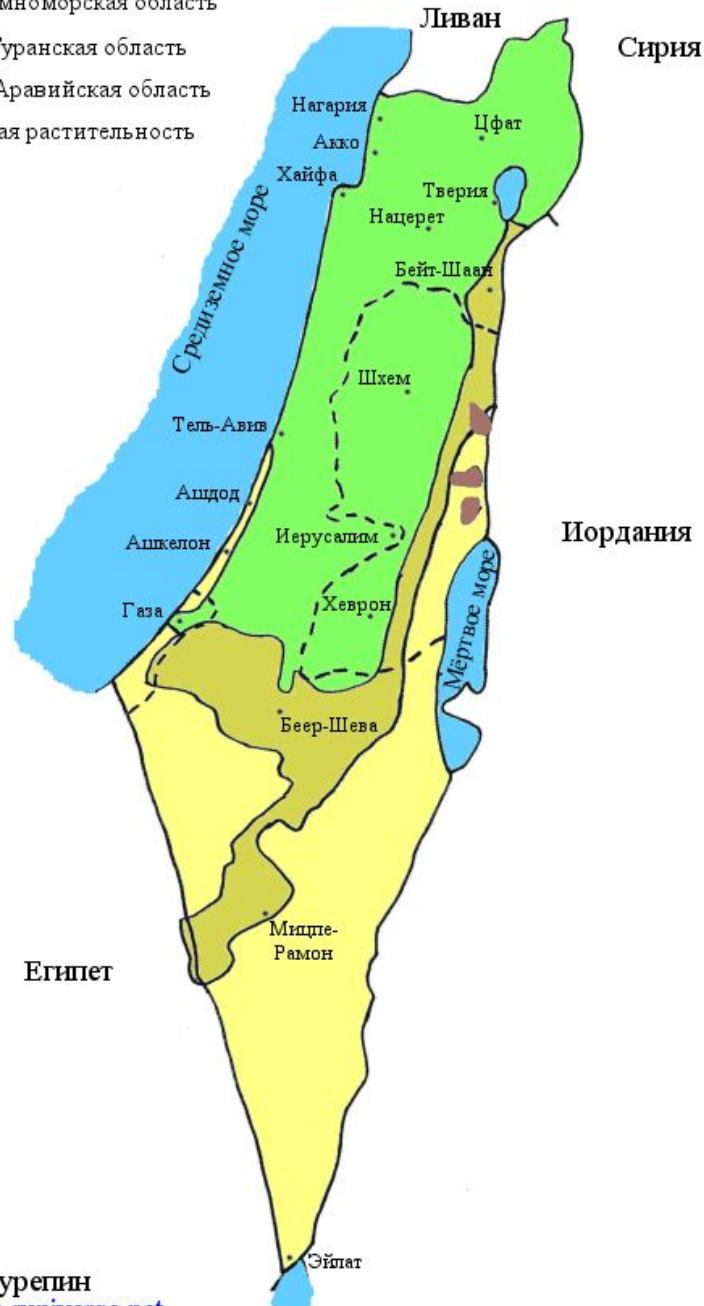 мноморская область
Ливан
уранская область
Сирия
Аравийская область
Нагария
ая растительность
Цфат
Акко
Хайфа
Тверия
Нацерет
Средиземное море
Бейт-Шаан
Шхем
Тель-Авив
Ашдод
Иерусалим
Иордания
Ашкелон
Мёртвое море
Хеврон
Газа
Беер-Шева
Мицпе-
Рамон
Египет
Эйлат
урепин